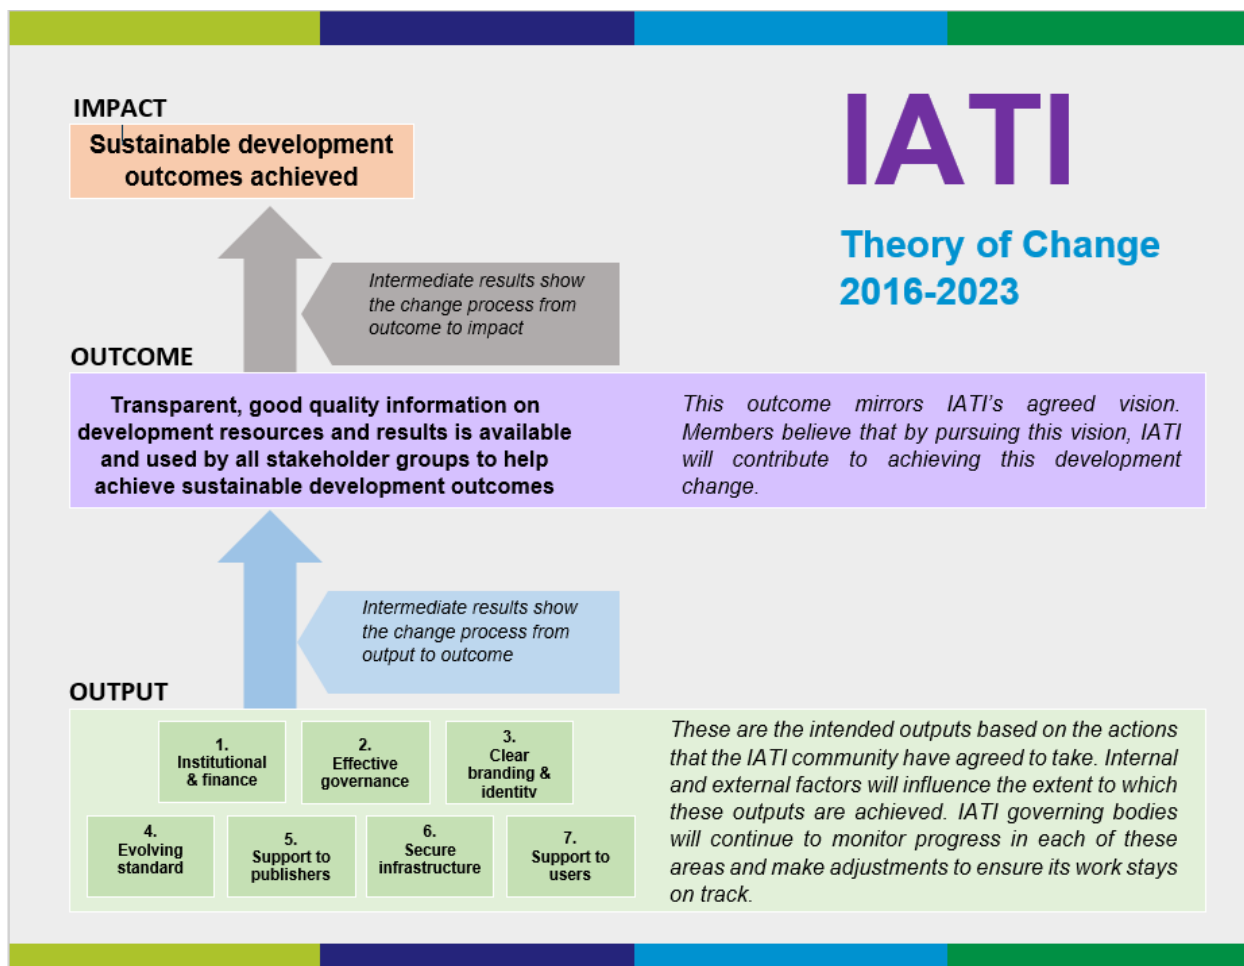 IMPACT
Sustainable development
outcomes achieved
IATI
Theory of Change
2016-2023
Intermediate results show
the change process from
outcome to impact
OUTCOME
Transparent, good quality information on
development resources and results is available
and used by all stakeholder groups to help
achieve sustainable development outcomes
This outcome mirrors IATI's agreed vision.
Members believe that by pursuing this vision, IATI
will contribute to achieving this development
change.
Intermediate results show
the change process from
output to outcome
OUTPUT
1.
Institutional
& finance
2.
Effective
governance
3.
Clear
branding &
identity
4.
Evolving
standard
5.
Support to
publishers
6.
Secure
infrastructure
7.
Support to
users
These are the intended outputs based on the actions
that the IATI community have agreed to take. Internal
and external factors will influence the extent to which
these outputs are achieved. IATI governing bodies
will continue to monitor progress in each of these
areas and make adjustments to ensure its work stays
on track.